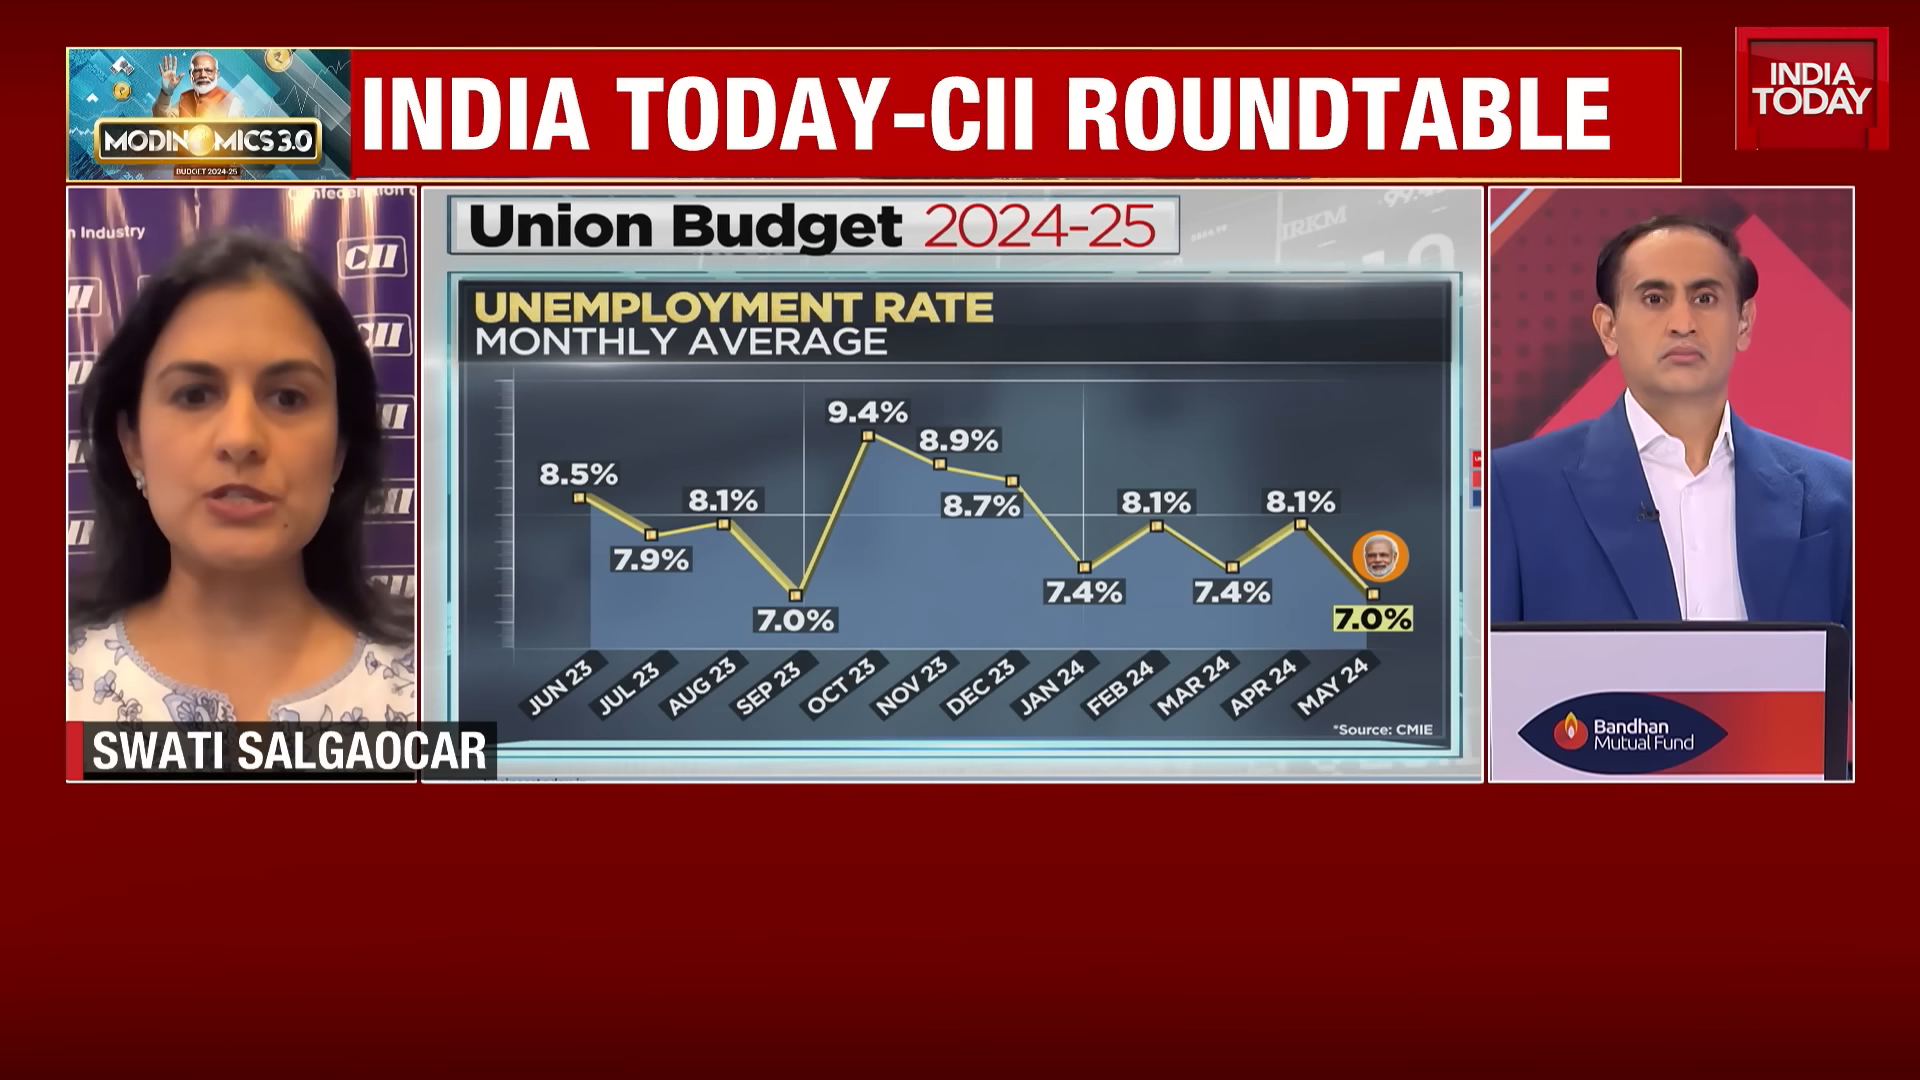 MODINOMICS 3.0
BUDGET 2024-25
INDIA TODAY-CII ROUNDTABLE
INDIA
TODAY
Industry
CII
CII
CII
CII
Union Budget 2024-25
IRKM
UNEMPLOYMENT RATE
MONTHLY AVERAGE
8.5%
7.9%
8.1%
7.0%
9.4%
8.9%
8.7%
7.4%
8.1%
7.4%
8.1%
7.0%
JUN 23
JUL 23
AUG 23
SEP 23
OCT 23
NOV 23
DEC 23
JAN 24
FEB 24
MAR 24
APR 24
MAY 24
*Source: CMIE
SWATI SALGAOCAR
Bandhan
Mutual Fund